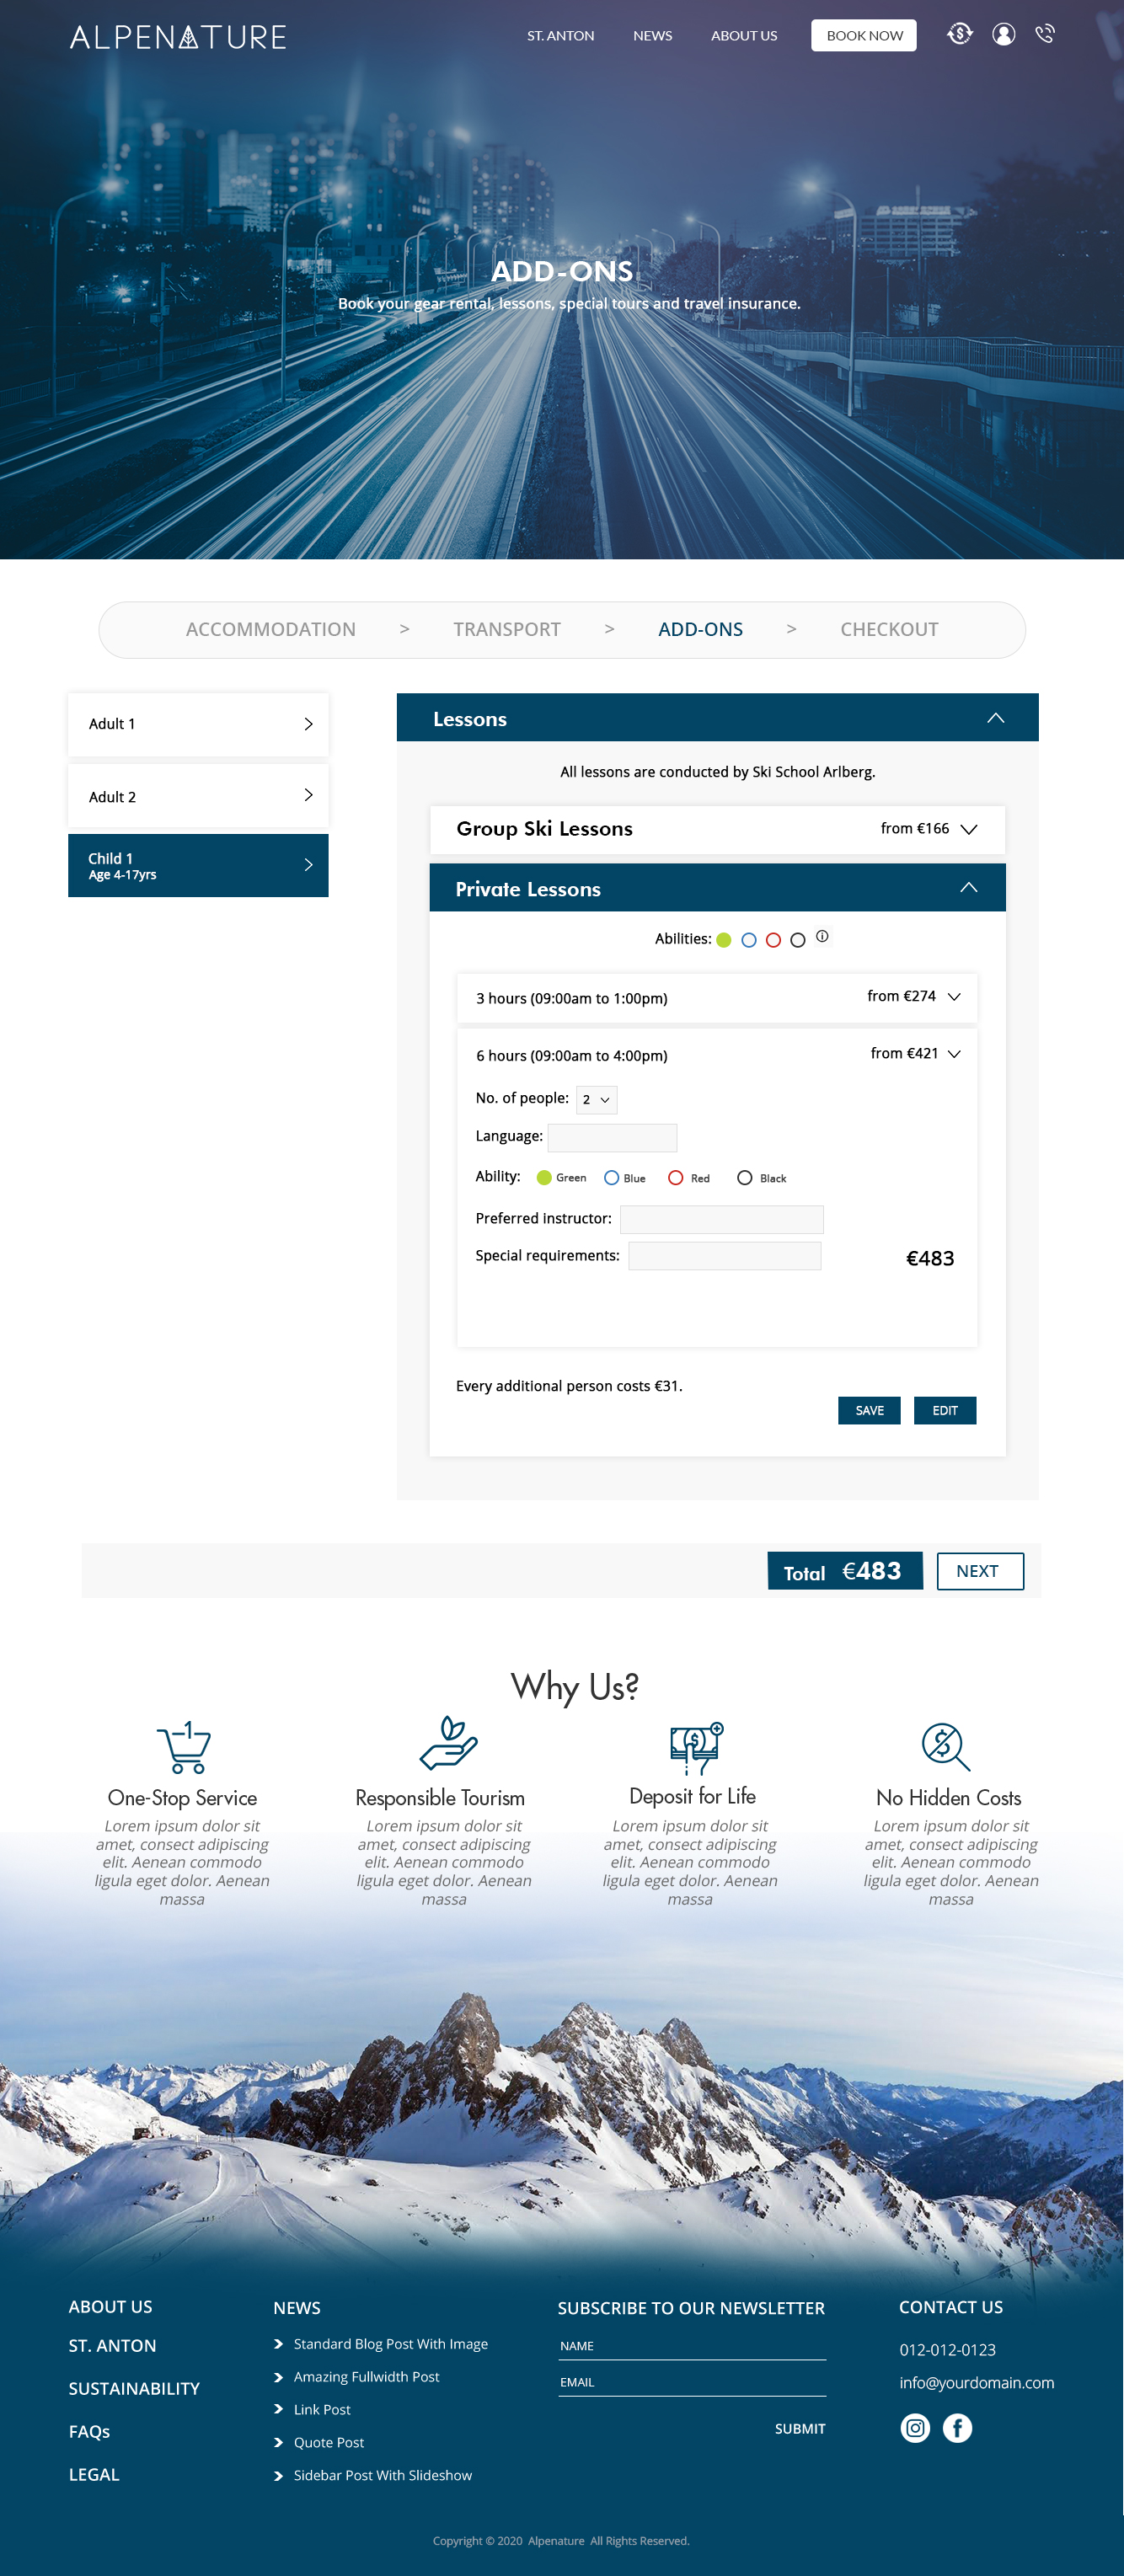 ALPENATURE
ST. ANTON
NEWS
ABOUT US
BOOK NOW
ADD-ONS
Book your gear rental, lessons, special tours and travel insurance.
ACCOMMODATION > TRANSPORT > ADD-ONS > CHECKOUT
Adult 1
Adult 2
Child 1
Age 4-17yrs
Lessons
All lessons are conducted by Ski School Arlberg.
Group Ski Lessons
from €166
Private Lessons
Abilities:
3 hours (09:00am to 1:00pm)
from €274
6 hours (09:00am to 4:00pm)
from €421
No. of people: 2
Language:
Ability: Green Blue Red Black
Preferred instructor:
Special requirements:
€483
Every additional person costs €31.
SAVE
EDIT
Total €483
NEXT
Why Us?
One-Stop Service
Lorem ipsum dolor sit
amet, consect adipiscing
elit. Aenean commodo
ligula eget dolor. Aenean
massa
Responsible Tourism
Lorem ipsum dolor sit
amet, consect adipiscing
elit. Aenean commodo
ligula eget dolor. Aenean
massa
Deposit for Life
Lorem ipsum dolor sit
amet, consect adipiscing
elit. Aenean commodo
ligula eget dolor. Aenean
massa
No Hidden Costs
Lorem ipsum dolor sit
amet, consect adipiscing
elit. Aenean commodo
ligula eget dolor. Aenean
massa
ABOUT US
ST. ANTON
SUSTAINABILITY
FAQs
LEGAL
NEWS
Standard Blog Post With Image
Amazing Fullwidth Post
Link Post
Quote Post
Sidebar Post With Slideshow
SUBSCRIBE TO OUR NEWSLETTER
NAME
EMAIL
SUBMIT
CONTACT US
012-012-0123
info@yourdomain.com
Copyright © 2020 Alpenature All Rights Reserved.